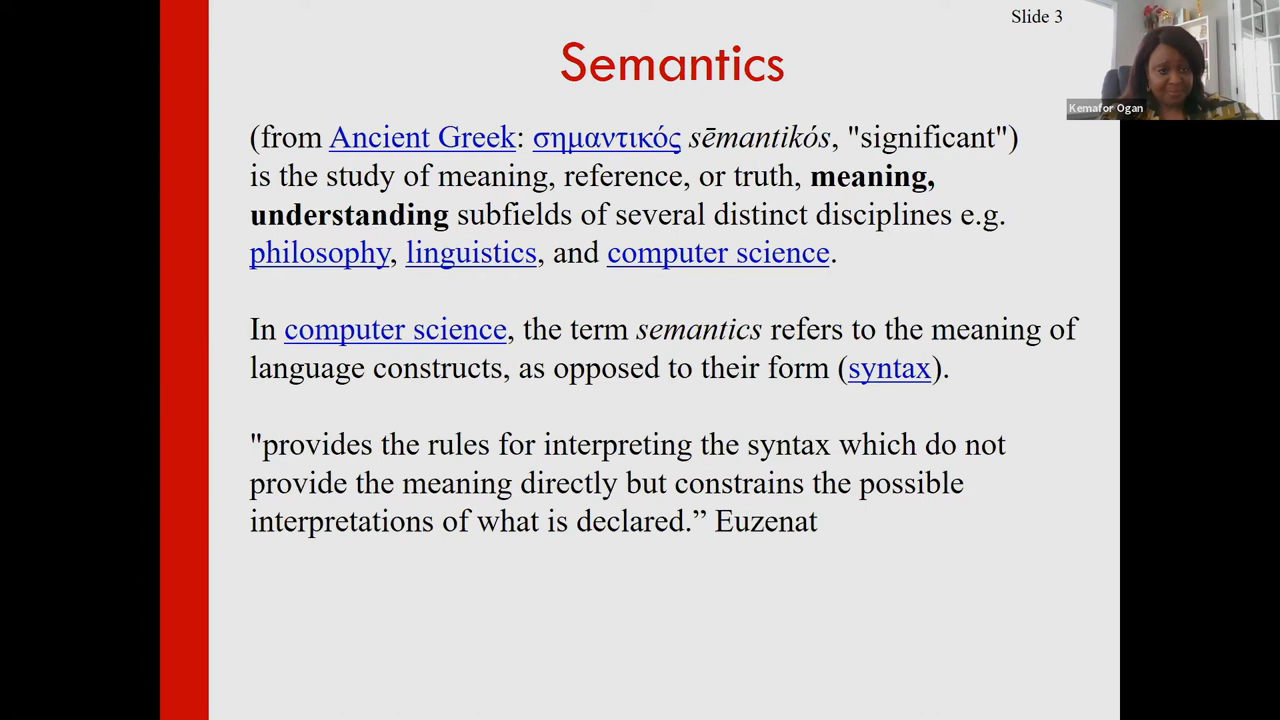 Slide 3
Semantics
Kemafor Ogan
(from Ancient Greek: σημαντικός sēmantikós, "significant")
is the study of meaning, reference, or truth, meaning,
understanding subfields of several distinct disciplines e.g.
philosophy, linguistics, and computer science.
In computer science, the term semantics refers to the meaning of
language constructs, as opposed to their form (syntax).
"provides the rules for interpreting the syntax which do not
provide the meaning directly but constrains the possible
interpretations of what is declared.” Euzenat